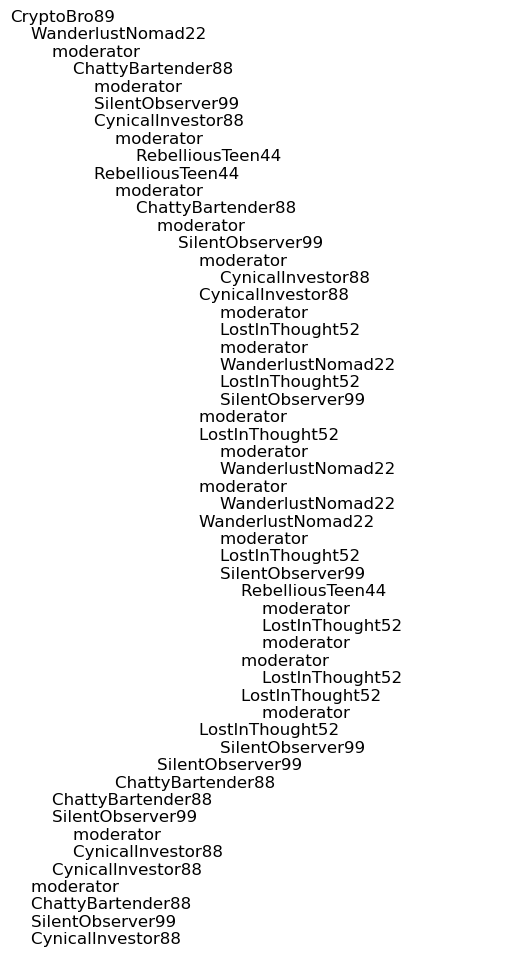 CryptoBro89
WanderlustNomad22
moderator
ChattyBartender88
moderator
SilentObserver99
CynicalInvestor88
moderator
RebelliousTeen44
RebelliousTeen44
moderator
ChattyBartender88
moderator
SilentObserver99
moderator
CynicalInvestor88
CynicalInvestor88
moderator
LostInThought52
moderator
WanderlustNomad22
LostInThought52
SilentObserver99
moderator
LostInThought52
moderator
WanderlustNomad22
moderator
WanderlustNomad22
WanderlustNomad22
moderator
LostInThought52
SilentObserver99
RebelliousTeen44
moderator
LostInThought52
moderator
moderator
LostInThought52
LostInThought52
moderator
LostInThought52
SilentObserver99
SilentObserver99
ChattyBartender88
ChattyBartender88
SilentObserver99
moderator
CynicalInvestor88
CynicalInvestor88
moderator
ChattyBartender88
SilentObserver99
CynicalInvestor88